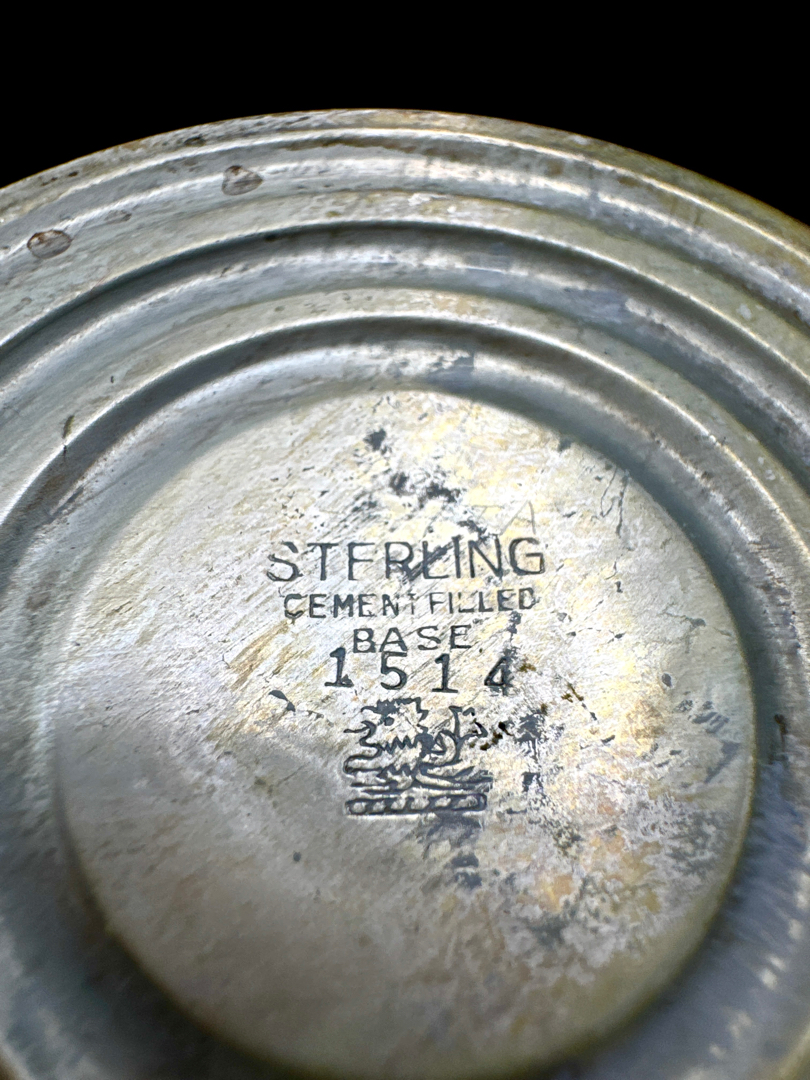 STERLING
CEMENT FILLED
BASE
1514